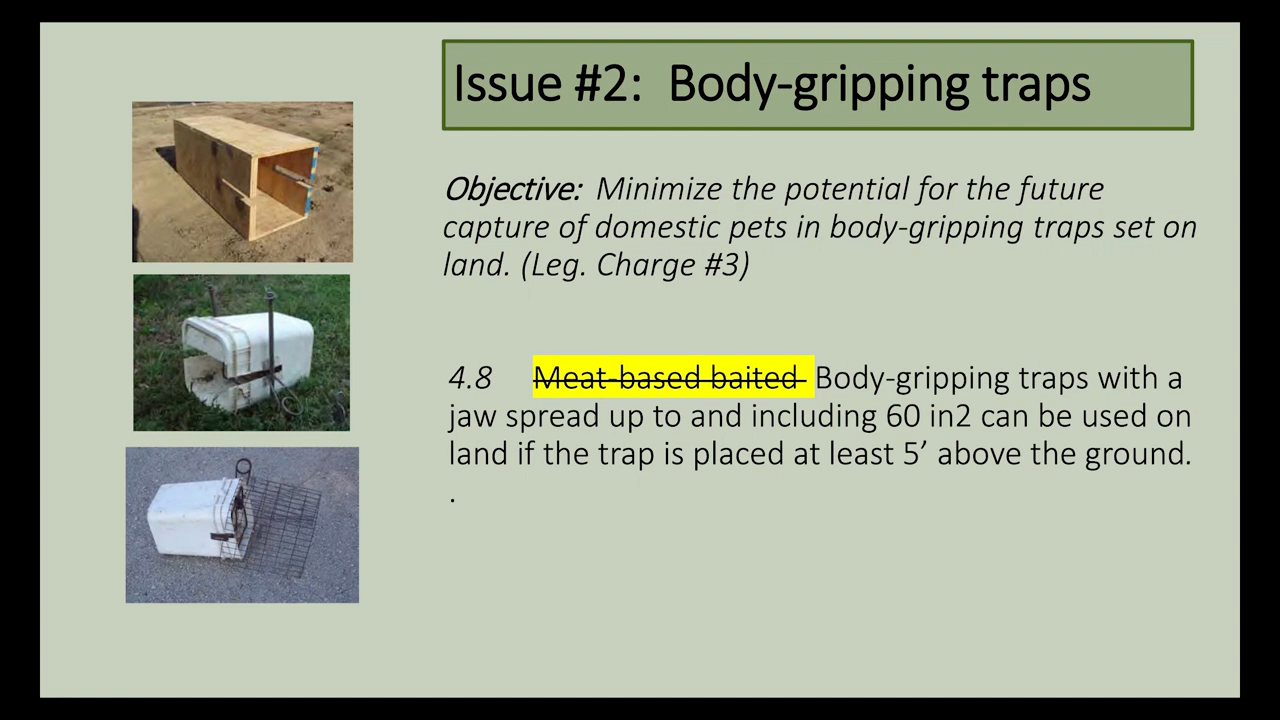 Issue #2:  Body-gripping traps
Objective:  Minimize the potential for the future
capture of domestic pets in body-gripping traps set on
land. (Leg. Charge #3)
4.8 Meat-based baited Body-gripping traps with a
jaw spread up to and including 60 in2 can be used on
land if the trap is placed at least 5’ above the ground.
.